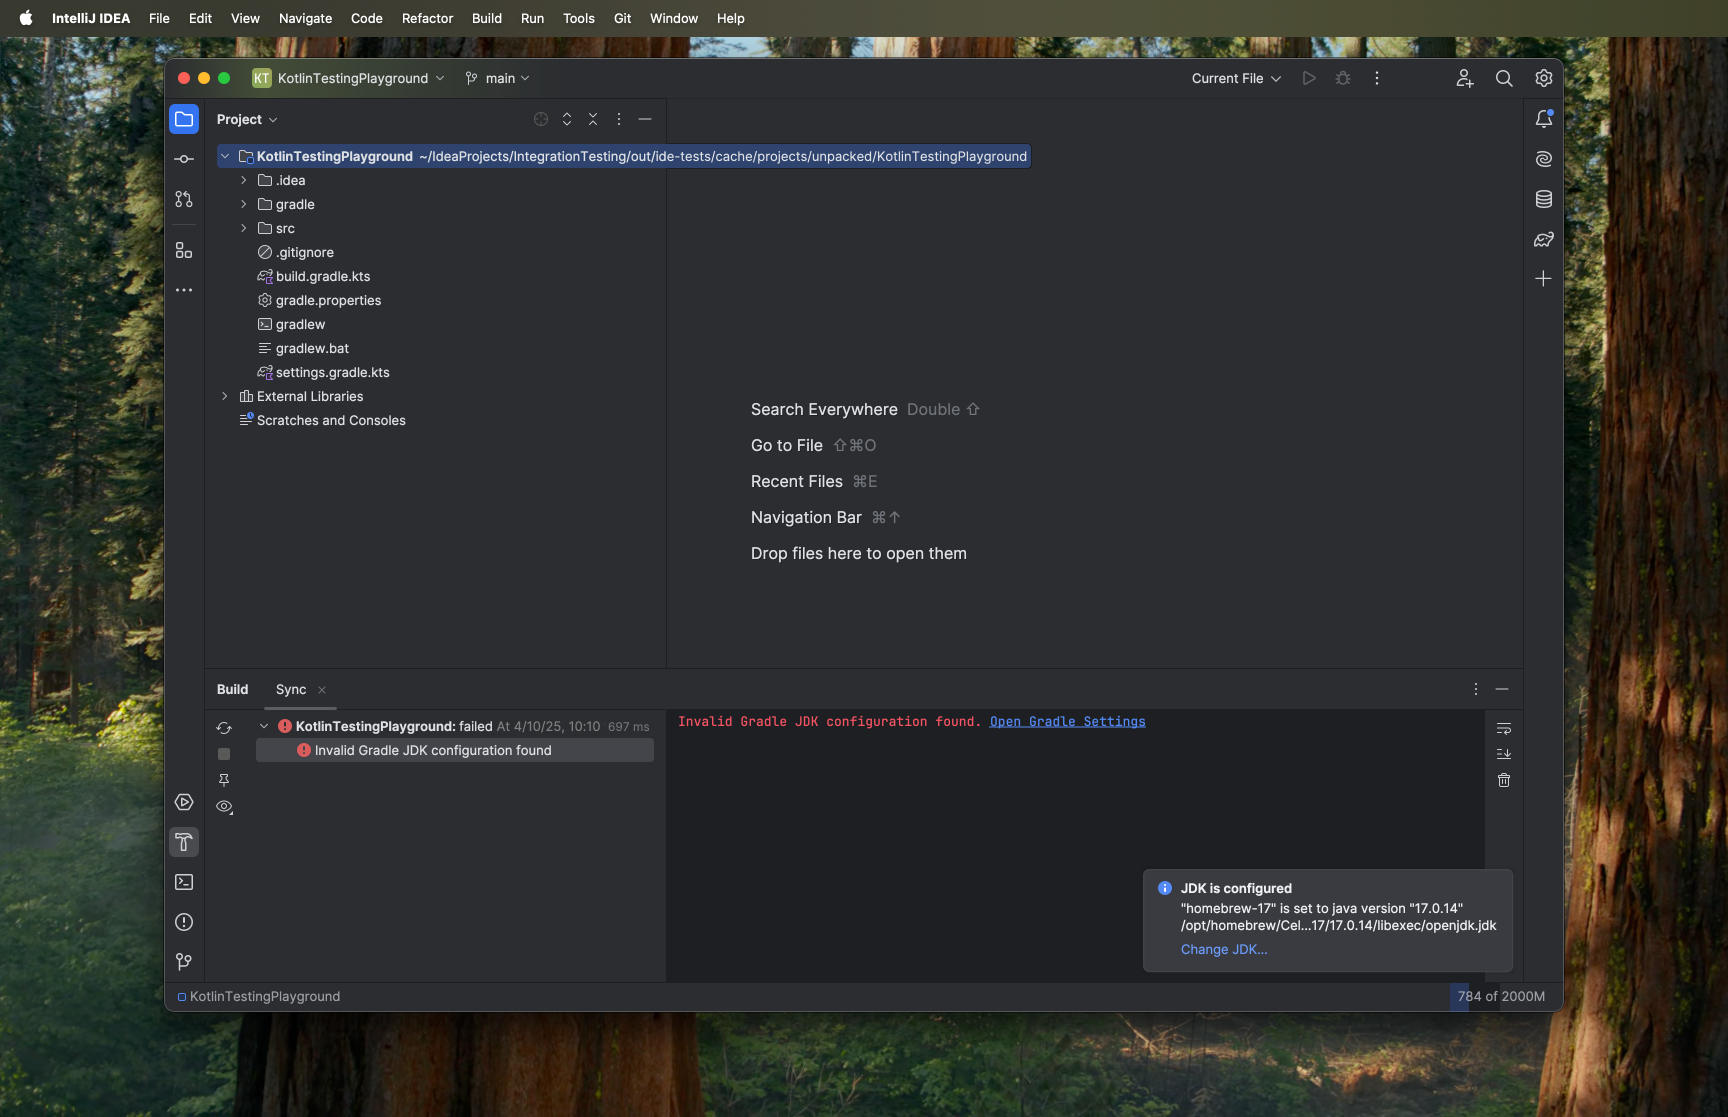 IntelliJ IDEA File Edit View Navigate Code Refactor Build Run Tools Git Window Help
KT KotlinTestingPlayground main Current File
Project
KotlinTestingPlayground ~/IdeaProjects/IntegrationTesting/out/ide-tests/cache/projects/unpacked/KotlinTestingPlayground
.idea
gradle
src
.gitignore
build.gradle.kts
gradle.properties
gradlew
gradlew.bat
settings.gradle.kts
External Libraries
Scratches and Consoles
Search Everywhere Double ⇧
Go to File ⇧⌘O
Recent Files ⌘E
Navigation Bar ⌘↑
Drop files here to open them
Build Sync
KotlinTestingPlayground: failed At 4/10/25, 10:10 697 ms
Invalid Gradle JDK configuration found
Invalid Gradle JDK configuration found. Open Gradle Settings
JDK is configured
"homebrew-17" is set to java version "17.0.14"
/opt/homebrew/Cel...17/17.0.14/libexec/openjdk.jdk
Change JDK...
KotlinTestingPlayground
784 of 2000M